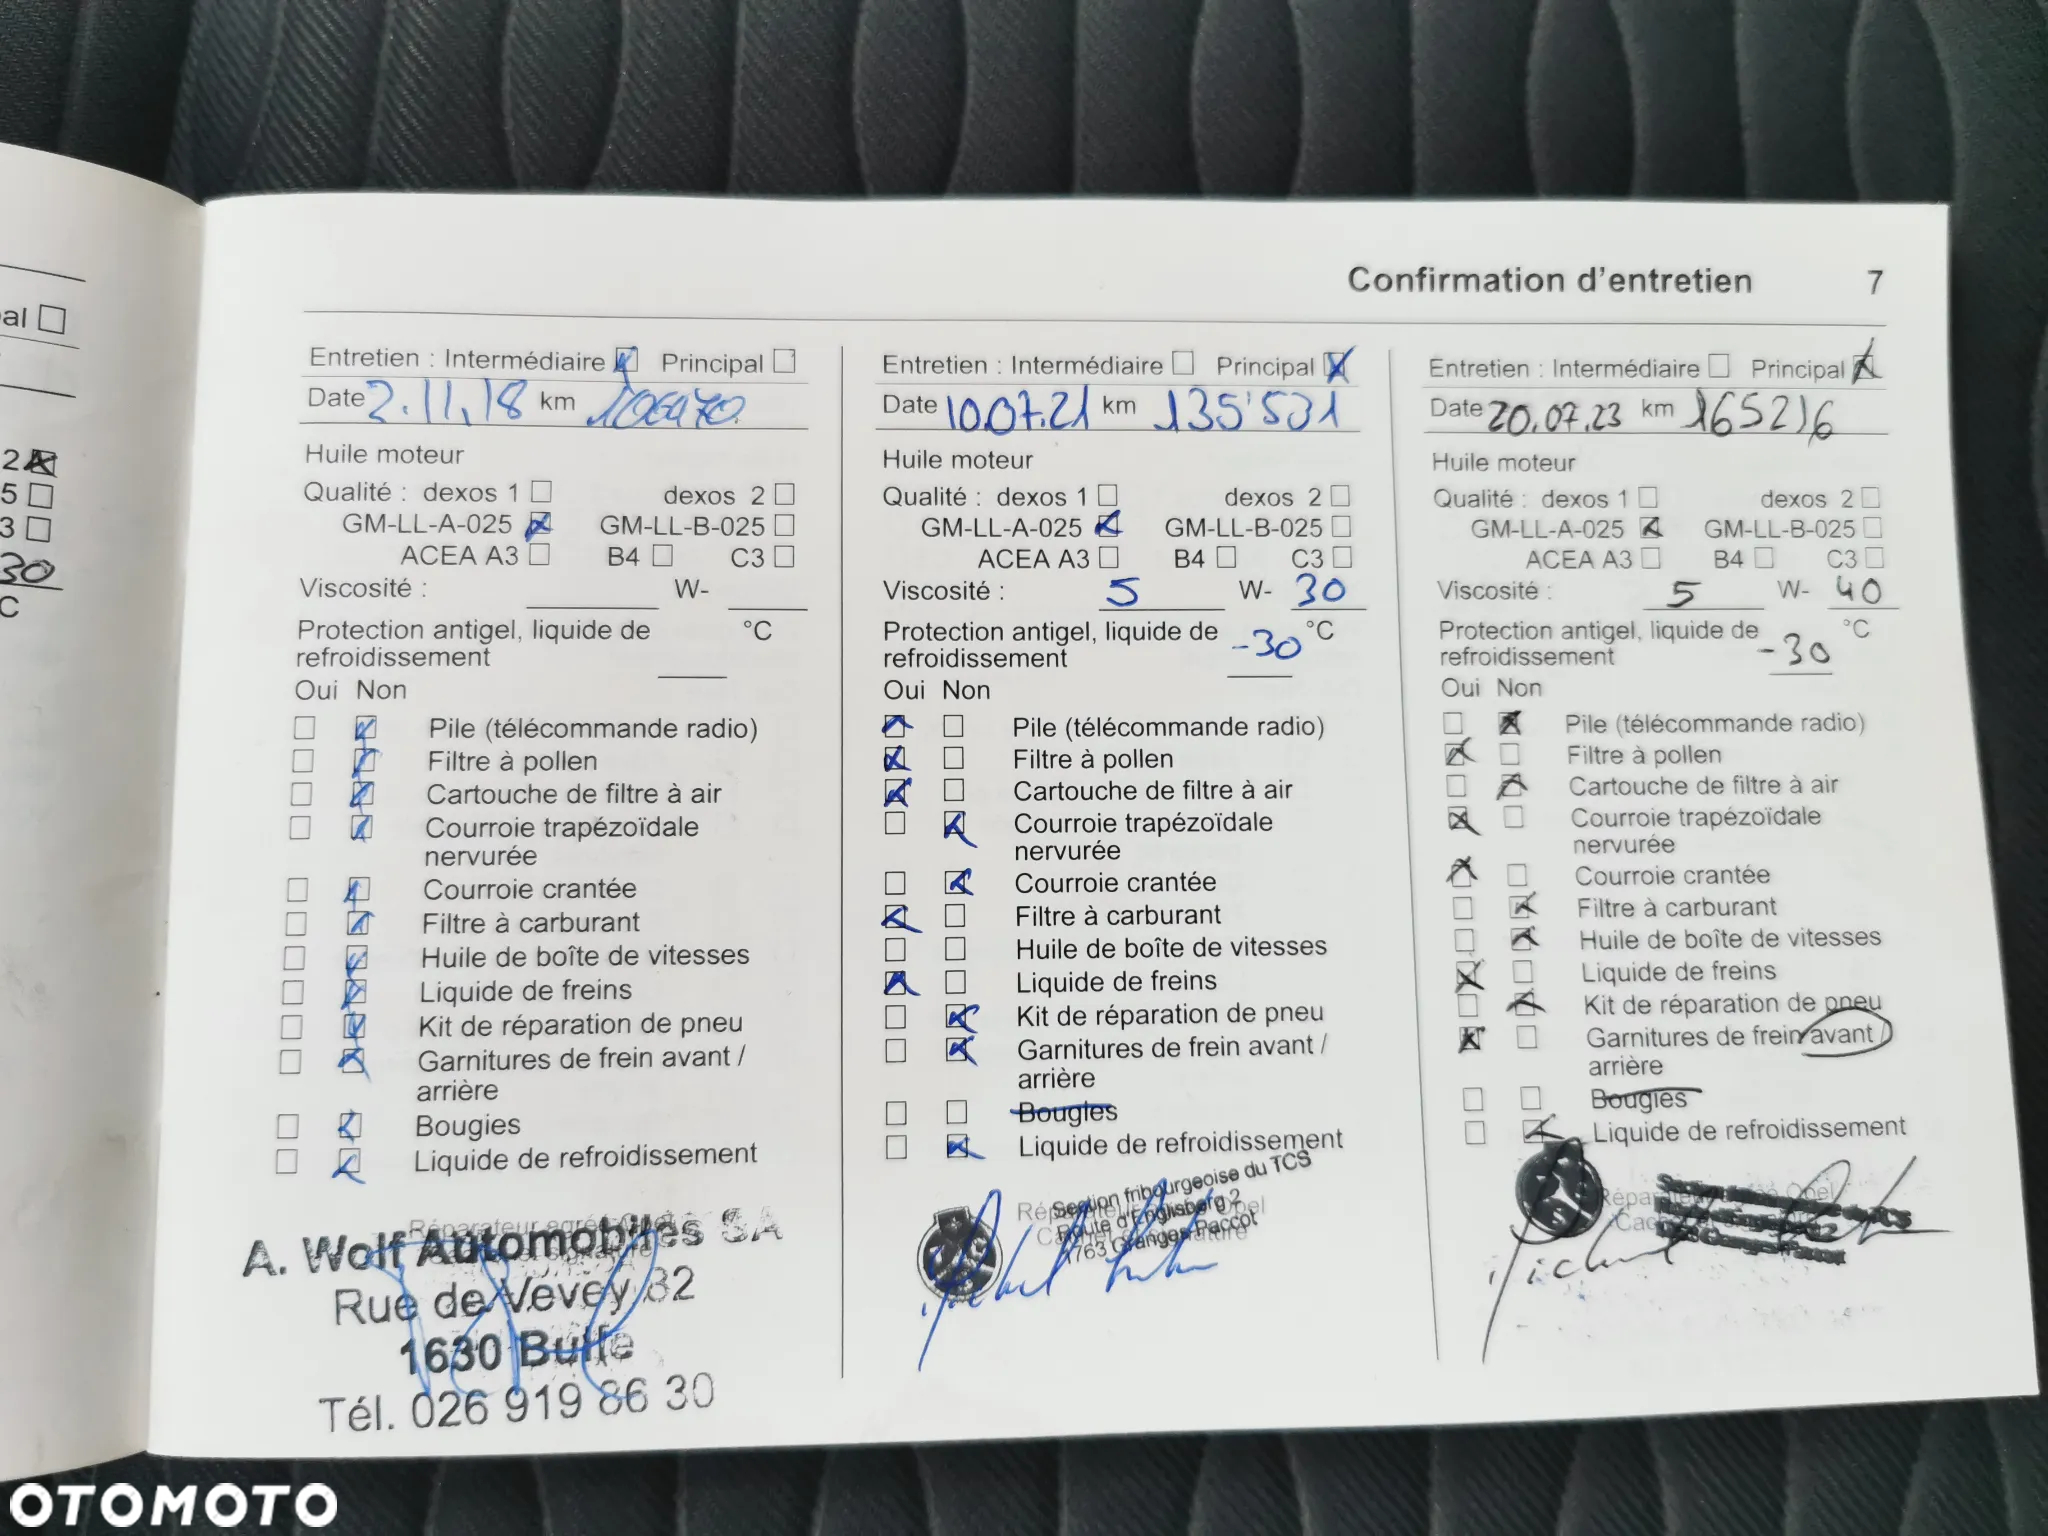 al
2
5
3
30
C
Confirmation d'entretien 7
Entretien : Intermédiaire Principal
Date 2.11.18 km 106470
Huile moteur
Qualité : dexos 1 dexos 2
GM-LL-A-025 GM-LL-B-025
ACEA A3 B4 C3
Viscosité : W-
Protection antigel, liquide de °C
refroidissement
Oui Non
Pile (télécommande radio)
Filtre à pollen
Cartouche de filtre à air
Courroie trapézoïdale
nervurée
Courroie crantée
Filtre à carburant
Huile de boîte de vitesses
Liquide de freins
Kit de réparation de pneu
Garnitures de frein avant /
arrière
Bougies
Liquide de refroidissement
Réparateur agréé Opel
A. Wolf Automobiles SA
Rue de Vevey 32
1630 Bulle
Tél. 026 919 86 30
Entretien : Intermédiaire Principal
Date 10.07.21 km 135'531
Huile moteur
Qualité : dexos 1 dexos 2
GM-LL-A-025 GM-LL-B-025
ACEA A3 B4 C3
Viscosité : 5 W- 30
Protection antigel, liquide de -30 °C
refroidissement
Oui Non
Pile (télécommande radio)
Filtre à pollen
Cartouche de filtre à air
Courroie trapézoïdale
nervurée
Courroie crantée
Filtre à carburant
Huile de boîte de vitesses
Liquide de freins
Kit de réparation de pneu
Garnitures de frein avant /
arrière
Bougies
Liquide de refroidissement
Section fribourgeoise du TCS
Route d'Englisberg 2
1763 Granges-Paccot
Entretien : Intermédiaire Principal
Date 20.07.23 km 165216
Huile moteur
Qualité : dexos 1 dexos 2
GM-LL-A-025 GM-LL-B-025
ACEA A3 B4 C3
Viscosité : 5 W- 40
Protection antigel, liquide de -30 °C
refroidissement
Oui Non
Pile (télécommande radio)
Filtre à pollen
Cartouche de filtre à air
Courroie trapézoïdale
nervurée
Courroie crantée
Filtre à carburant
Huile de boîte de vitesses
Liquide de freins
Kit de réparation de pneu
Garnitures de frein avant /
arrière
Bougies
Liquide de refroidissement
OTOMOTO